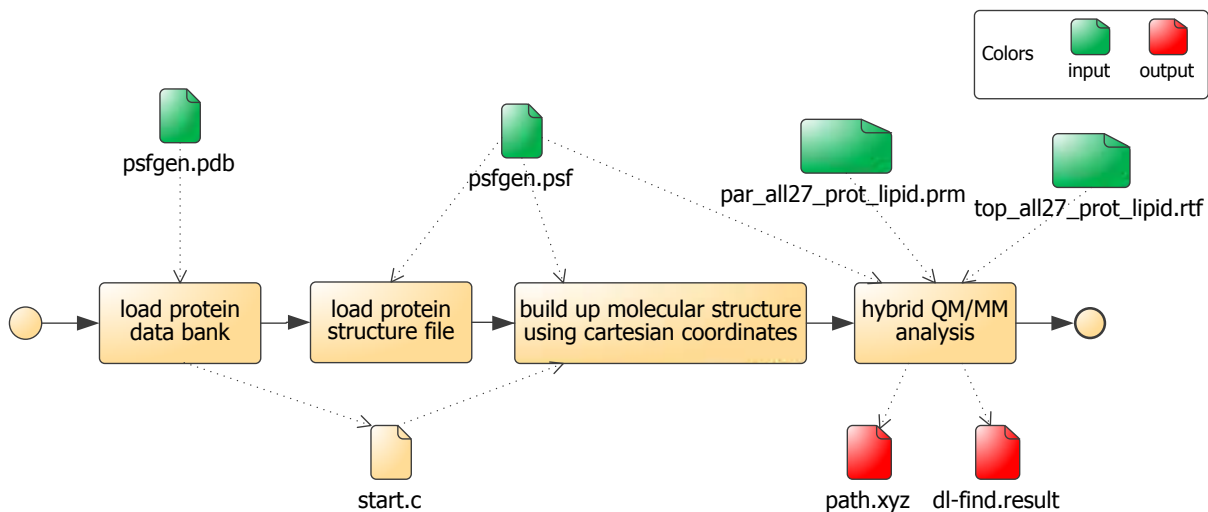 Colors
input
output
psfgen.pdb
psfgen.psf
par_all27_prot_lipid.prm
top_all27_prot_lipid.rtf
load protein
data bank
load protein
structure file
build up molecular structure
using cartesian coordinates
hybrid QM/MM
analysis
start.c
path.xyz
dl-find.result